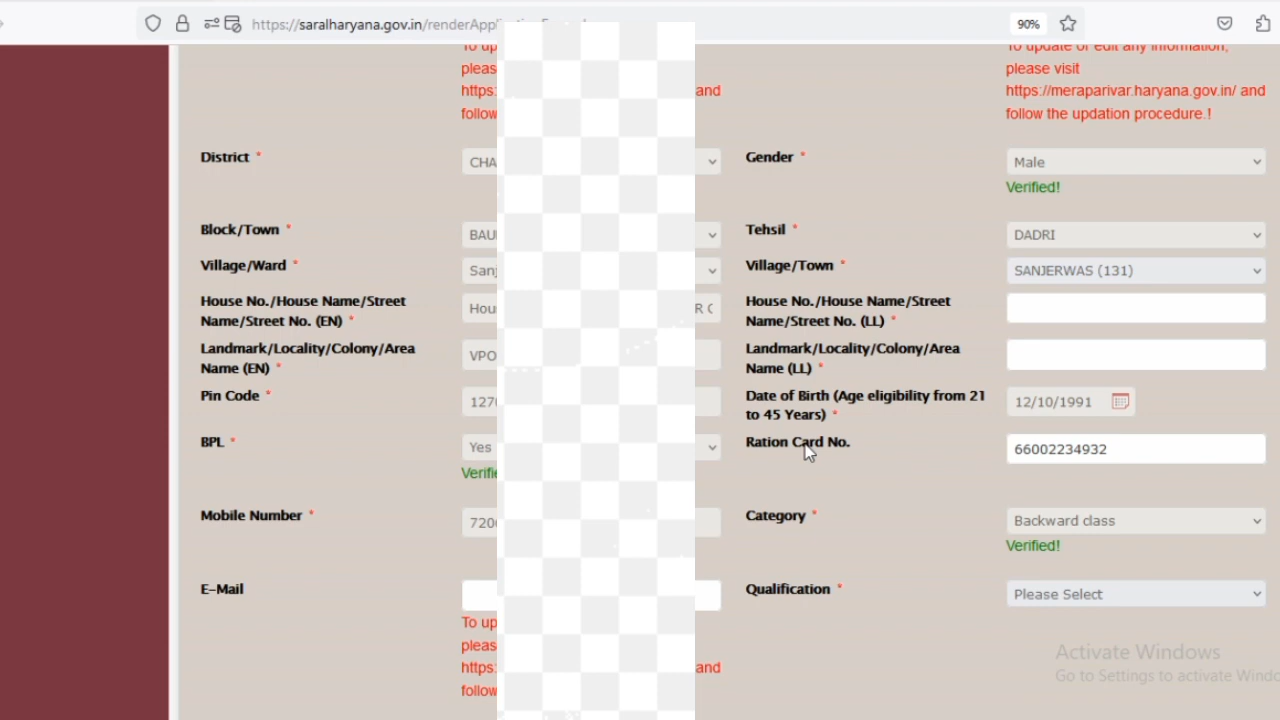 https://saralharyana.gov.in/renderAppl
90%
To up
To update or edit any information,
pleas
please visit
https: and
https://meraparivar.haryana.gov.in/ and
follow
follow the updation procedure.!
District *
CHA
Gender *
Male
Verified!
Block/Town *
BAU
Tehsil *
DADRI
Village/Ward *
Sanj
Village/Town *
SANJERWAS (131)
House No./House Name/Street
Name/Street No. (EN) *
Hou R
House No./House Name/Street
Name/Street No. (LL) *
Landmark/Locality/Colony/Area
Name (EN) *
VPO
Landmark/Locality/Colony/Area
Name (LL) *
Pin Code *
127
Date of Birth (Age eligibility from 21
to 45 Years) *
12/10/1991
BPL *
Yes
Verifie
Ration Card No.
66002234932
Mobile Number *
720
Category *
Backward class
Verified!
E-Mail
Qualification *
Please Select
To up
pleas
https: and
follow
Activate Windows
Go to Settings to activate Windo